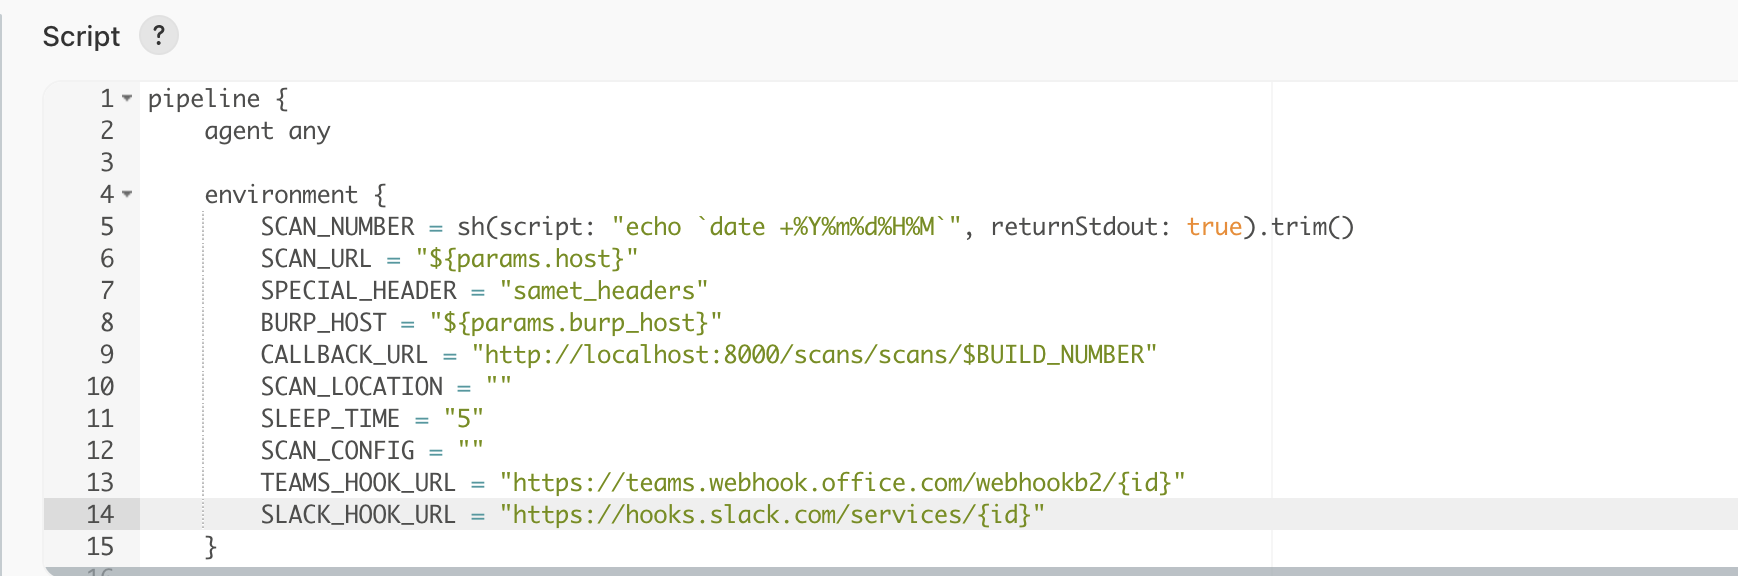 Script ?
1 pipeline {
2 agent any
3
4 environment {
5 SCAN_NUMBER = sh(script: "echo `date +%Y%m%d%H%M`", returnStdout: true).trim()
6 SCAN_URL = "${params.host}"
7 SPECIAL_HEADER = "samet_headers"
8 BURP_HOST = "${params.burp_host}"
9 CALLBACK_URL = "http://localhost:8000/scans/scans/$BUILD_NUMBER"
10 SCAN_LOCATION = ""
11 SLEEP_TIME = "5"
12 SCAN_CONFIG = ""
13 TEAMS_HOOK_URL = "https://teams.webhook.office.com/webhookb2/{id}"
14 SLACK_HOOK_URL = "https://hooks.slack.com/services/{id}"
15 }
16